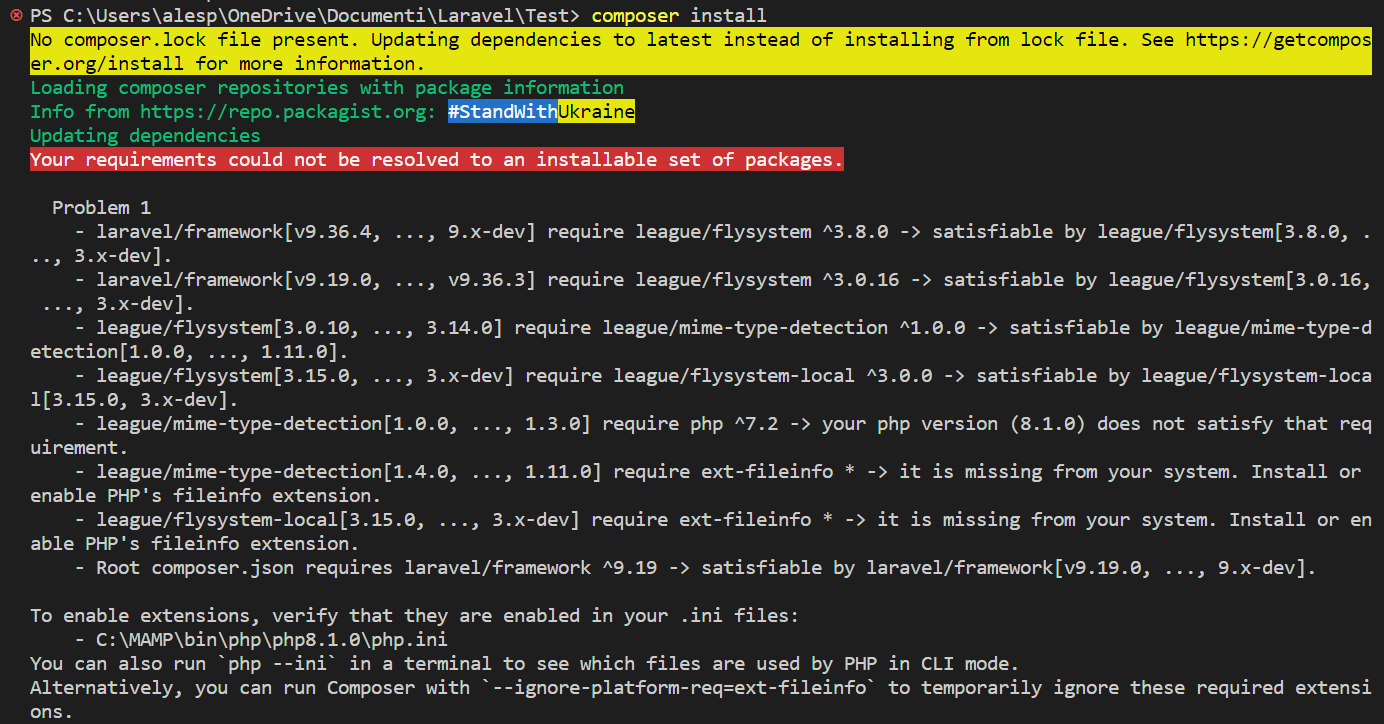 PS C:\Users\alesp\OneDrive\Documenti\Laravel\Test> composer install
No composer.lock file present. Updating dependencies to latest instead of installing from lock file. See https://getcompos
er.org/install for more information.
Loading composer repositories with package information
Info from https://repo.packagist.org: #StandWithUkraine
Updating dependencies
Your requirements could not be resolved to an installable set of packages.
Problem 1
- laravel/framework[v9.36.4, ..., 9.x-dev] require league/flysystem ^3.8.0 -> satisfiable by league/flysystem[3.8.0, .
.., 3.x-dev].
- laravel/framework[v9.19.0, ..., v9.36.3] require league/flysystem ^3.0.16 -> satisfiable by league/flysystem[3.0.16,
..., 3.x-dev].
- league/flysystem[3.0.10, ..., 3.14.0] require league/mime-type-detection ^1.0.0 -> satisfiable by league/mime-type-d
etection[1.0.0, ..., 1.11.0].
- league/flysystem[3.15.0, ..., 3.x-dev] require league/flysystem-local ^3.0.0 -> satisfiable by league/flysystem-loca
l[3.15.0, 3.x-dev].
- league/mime-type-detection[1.0.0, ..., 1.3.0] require php ^7.2 -> your php version (8.1.0) does not satisfy that req
uirement.
- league/mime-type-detection[1.4.0, ..., 1.11.0] require ext-fileinfo * -> it is missing from your system. Install or
enable PHP's fileinfo extension.
- league/flysystem-local[3.15.0, ..., 3.x-dev] require ext-fileinfo * -> it is missing from your system. Install or en
able PHP's fileinfo extension.
- Root composer.json requires laravel/framework ^9.19 -> satisfiable by laravel/framework[v9.19.0, ..., 9.x-dev].
To enable extensions, verify that they are enabled in your .ini files:
- C:\MAMP\bin\php\php8.1.0\php.ini
You can also run `php --ini` in a terminal to see which files are used by PHP in CLI mode.
Alternatively, you can run Composer with `--ignore-platform-req=ext-fileinfo` to temporarily ignore these required extensi
ons.